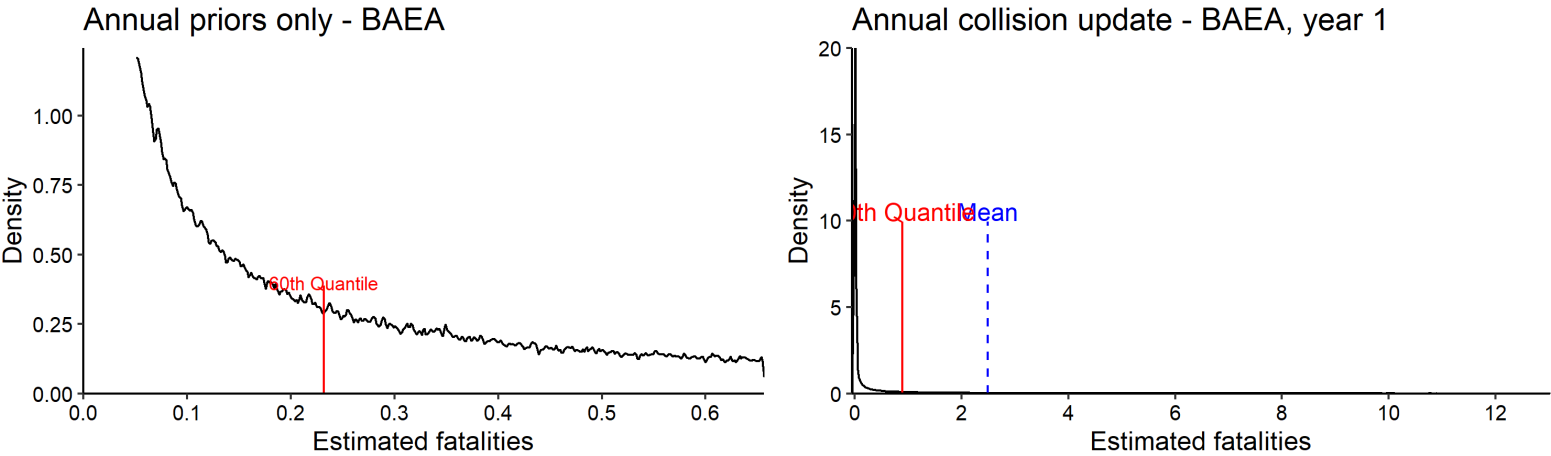 Annual priors only - BAEA
Density
1.00
0.75
0.50
0.25
0.00
60th Quantile
0.0 0.1 0.2 0.3 0.4 0.5 0.6
Estimated fatalities
Annual collision update - BAEA, year 1
Density
20
15
10
5
0
th Quantile
Mean
0 2 4 6 8 10 12
Estimated fatalities